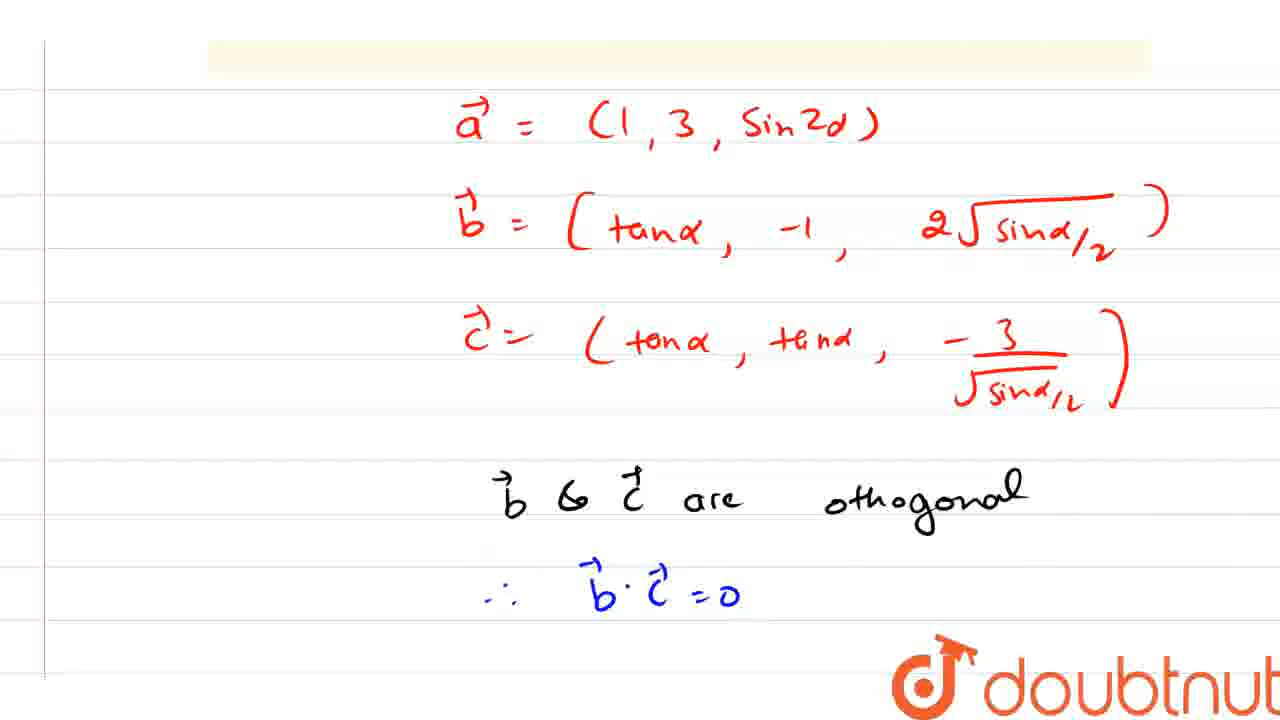 a⃗ = (1, 3, Sin2α)
b⃗ = (tanα, -1, 2√sinα/2)
c⃗ = (tanα, tanα, -3/√sinα/2)
b⃗ & c⃗ are othogonal
∴ b⃗·c⃗ = 0
doubtnut